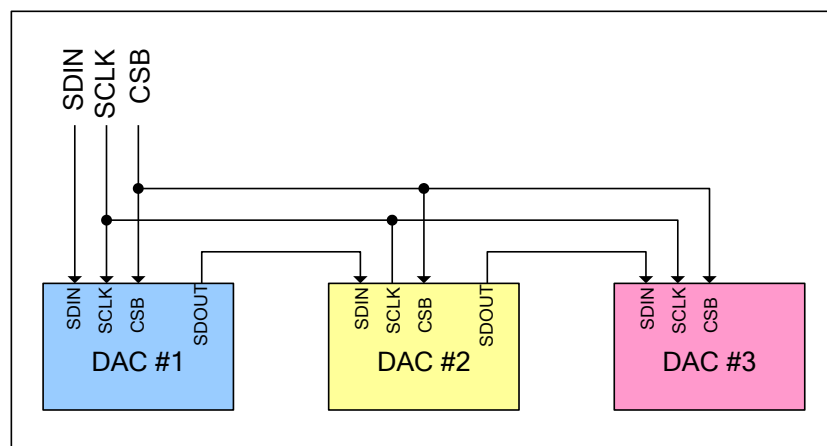 SDIN
SCLK
CSB
SDIN
SCLK
CSB
SDOUT
DAC #1
SDIN
SCLK
CSB
SDOUT
DAC #2
SDIN
SCLK
CSB
DAC #3